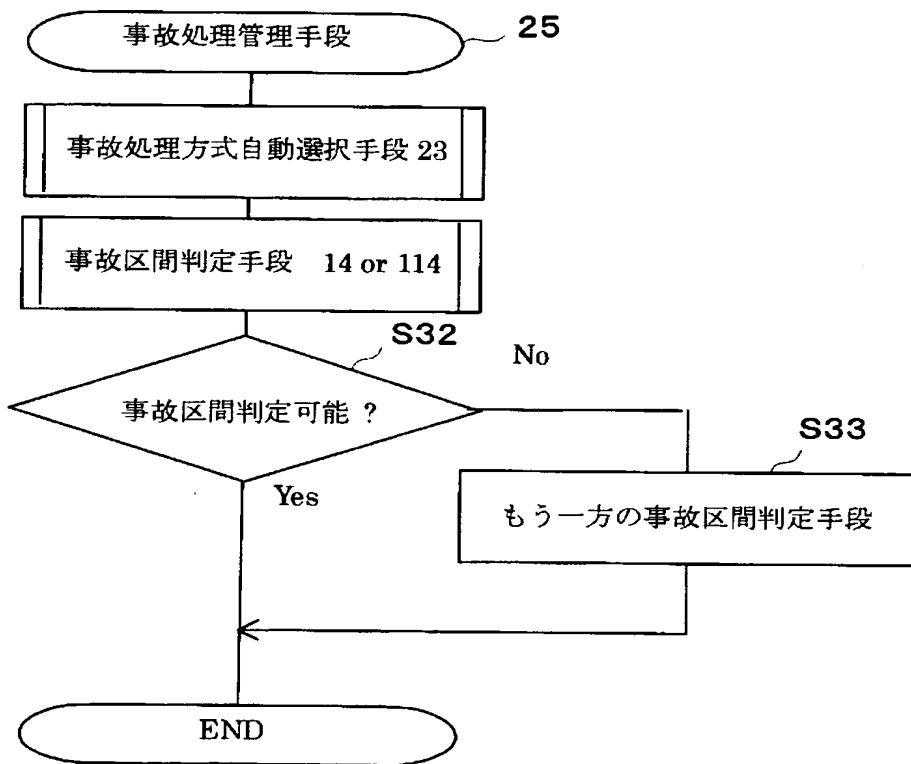 事故処理管理手段
25
事故処理方式自動選択手段 23
事故区間判定手段 14 or 114
S32
No
事故区間判定可能 ?
S33
Yes
もう一方の事故区間判定手段
END